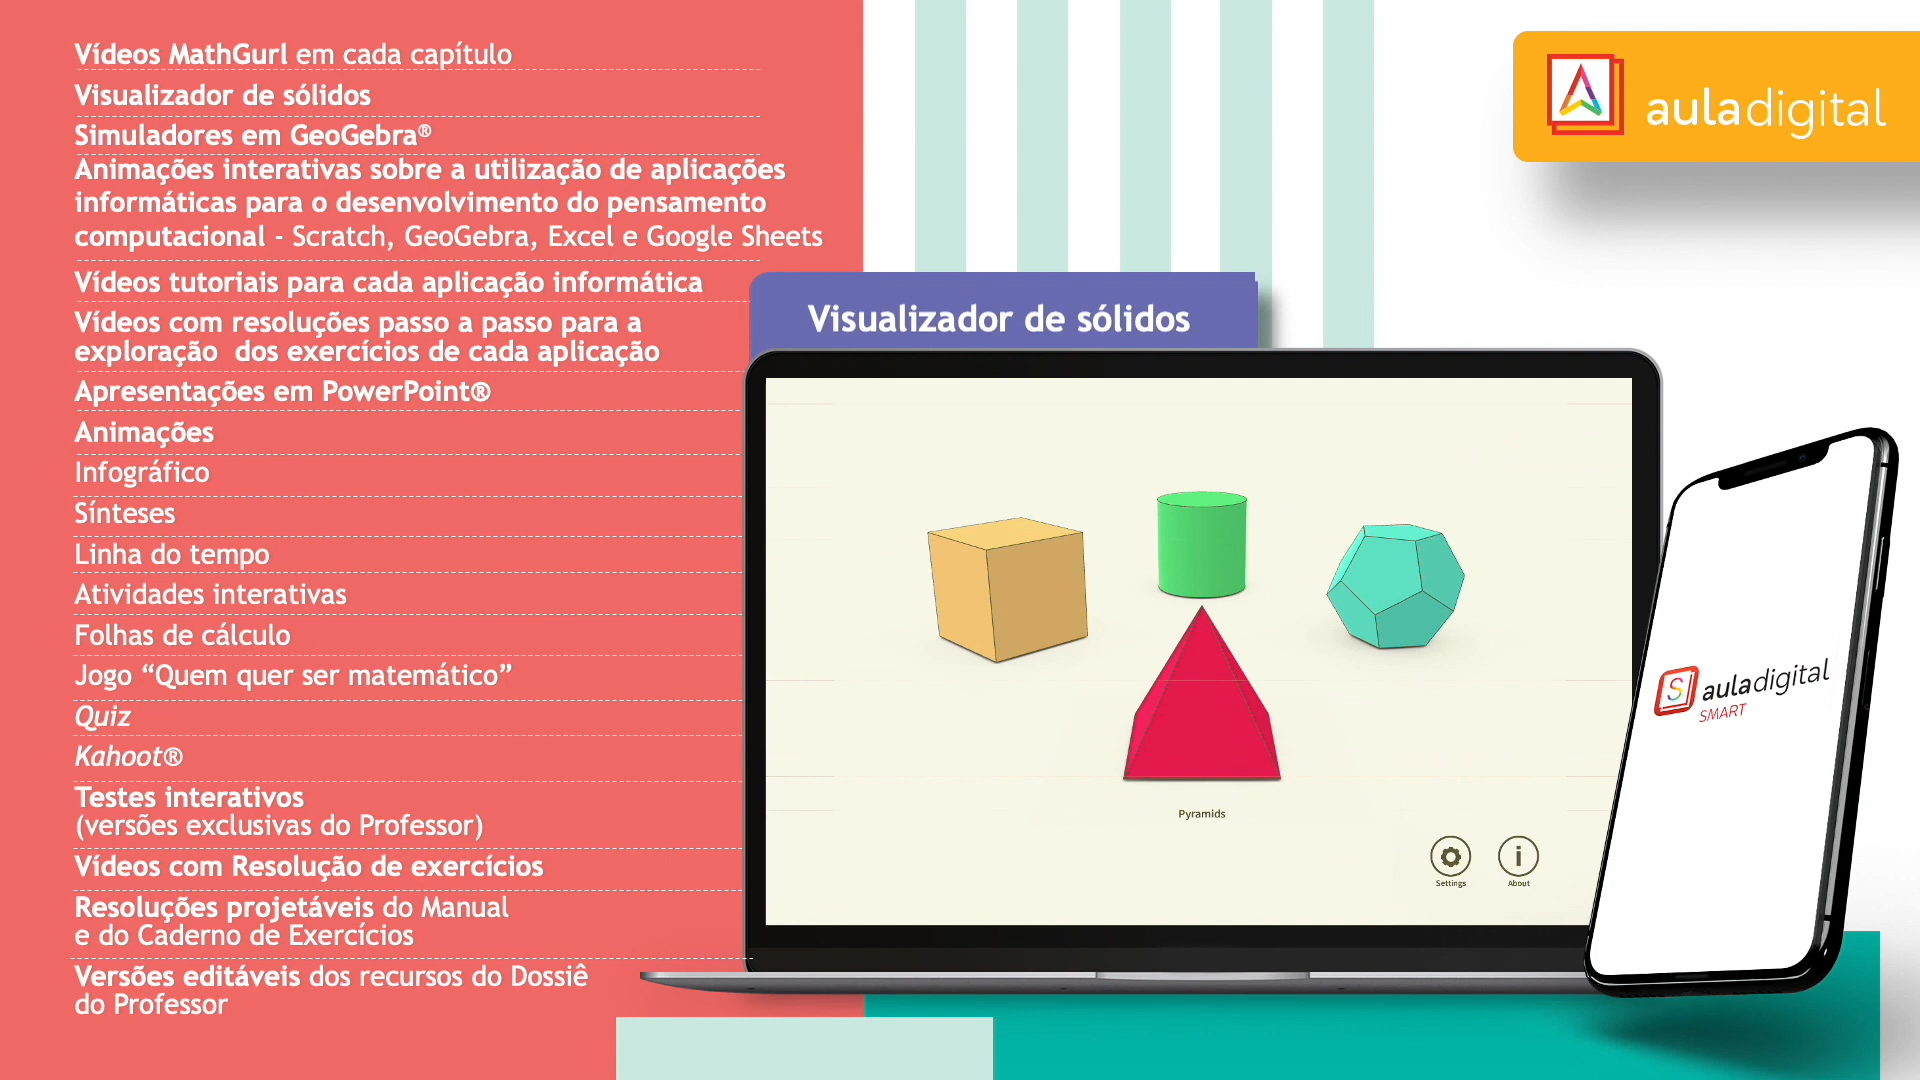 Vídeos MathGurl em cada capítulo
Visualizador de sólidos
Simuladores em GeoGebra®
Animações interativas sobre a utilização de aplicações
informáticas para o desenvolvimento do pensamento
computacional - Scratch, GeoGebra, Excel e Google Sheets
Vídeos tutoriais para cada aplicação informática
Vídeos com resoluções passo a passo para a
exploração  dos exercícios de cada aplicação
Apresentações em PowerPoint®
Animações
Infográfico
Sínteses
Linha do tempo
Atividades interativas
Folhas de cálculo
Jogo “Quem quer ser matemático”
Quiz
Kahoot®
Testes interativos
(versões exclusivas do Professor)
Vídeos com Resolução de exercícios
Resoluções projetáveis do Manual
e do Caderno de Exercícios
Versões editáveis dos recursos do Dossiê
do Professor
auladigital
Visualizador de sólidos
Pyramids
Settings
About
S auladigital
SMART